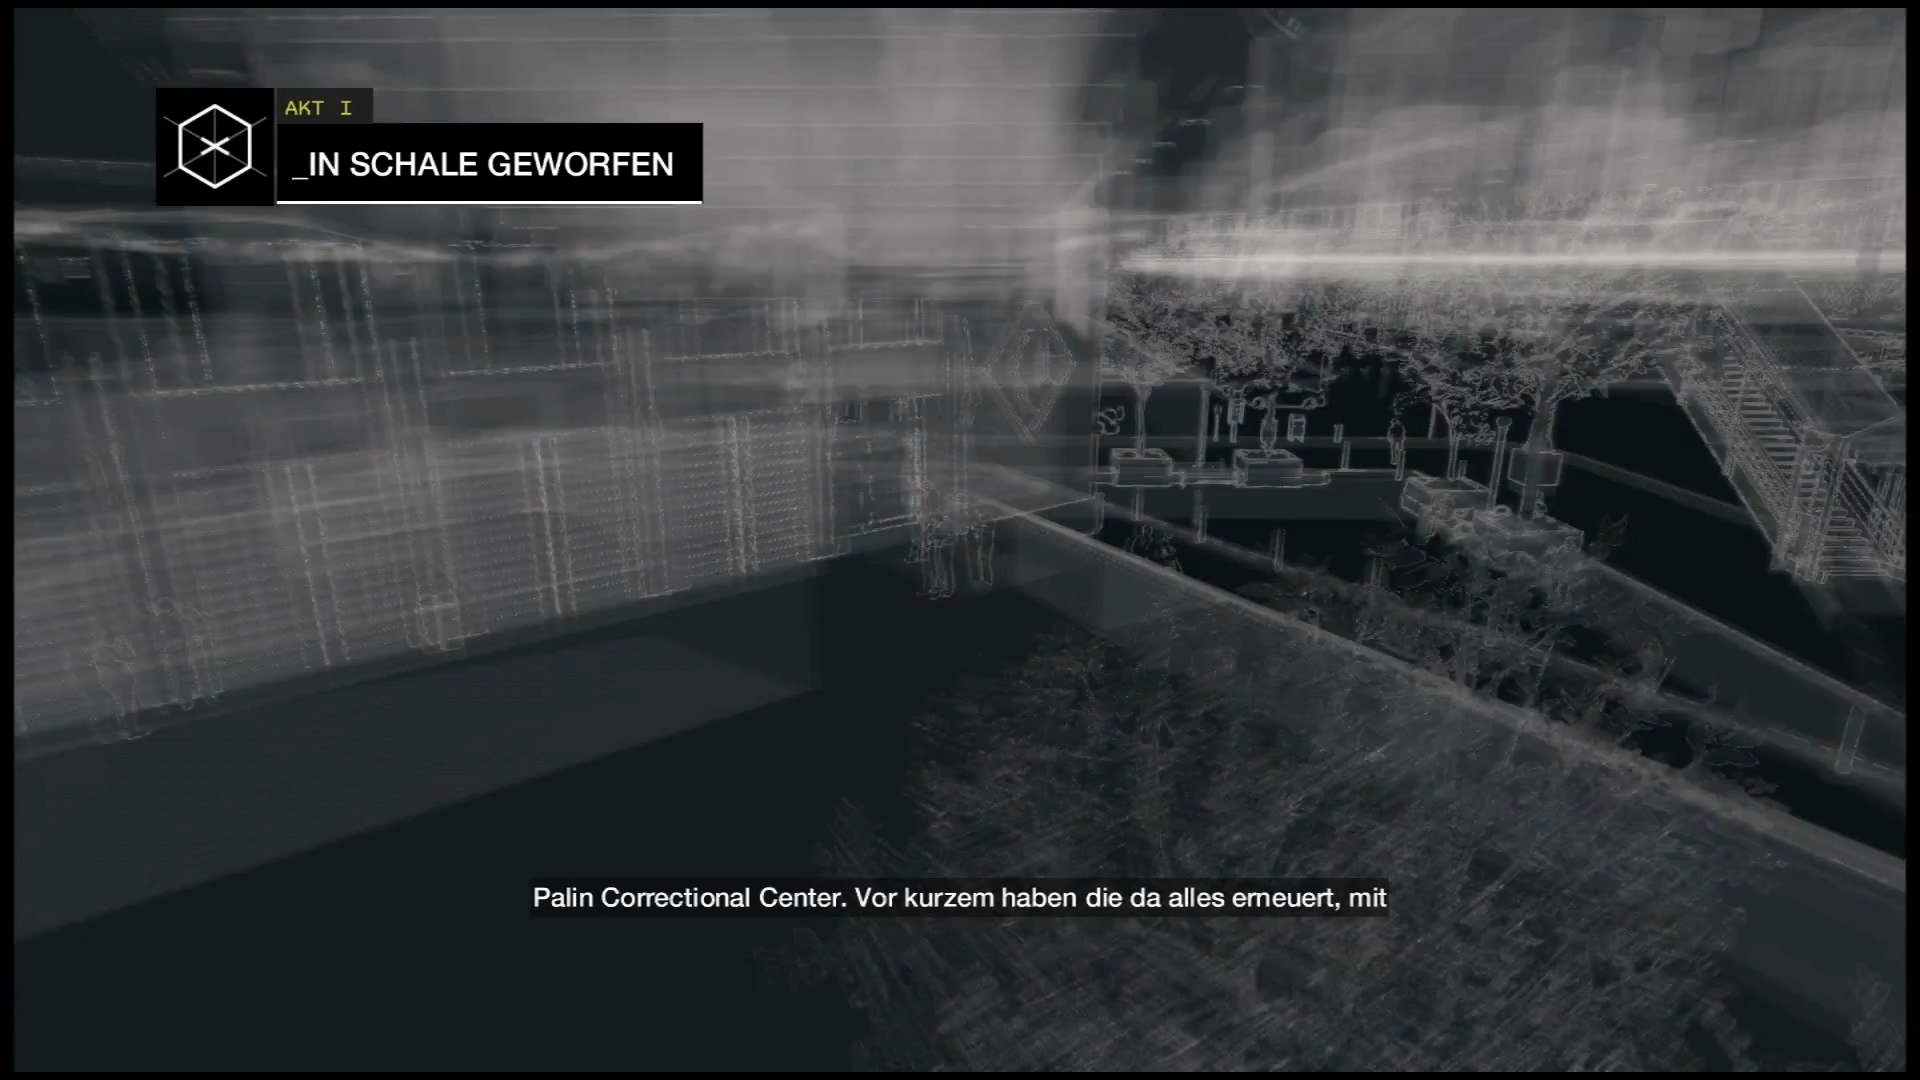 AKT I
_IN SCHALE GEWORFEN
Palin Correctional Center. Vor kurzem haben die da alles erneuert, mit